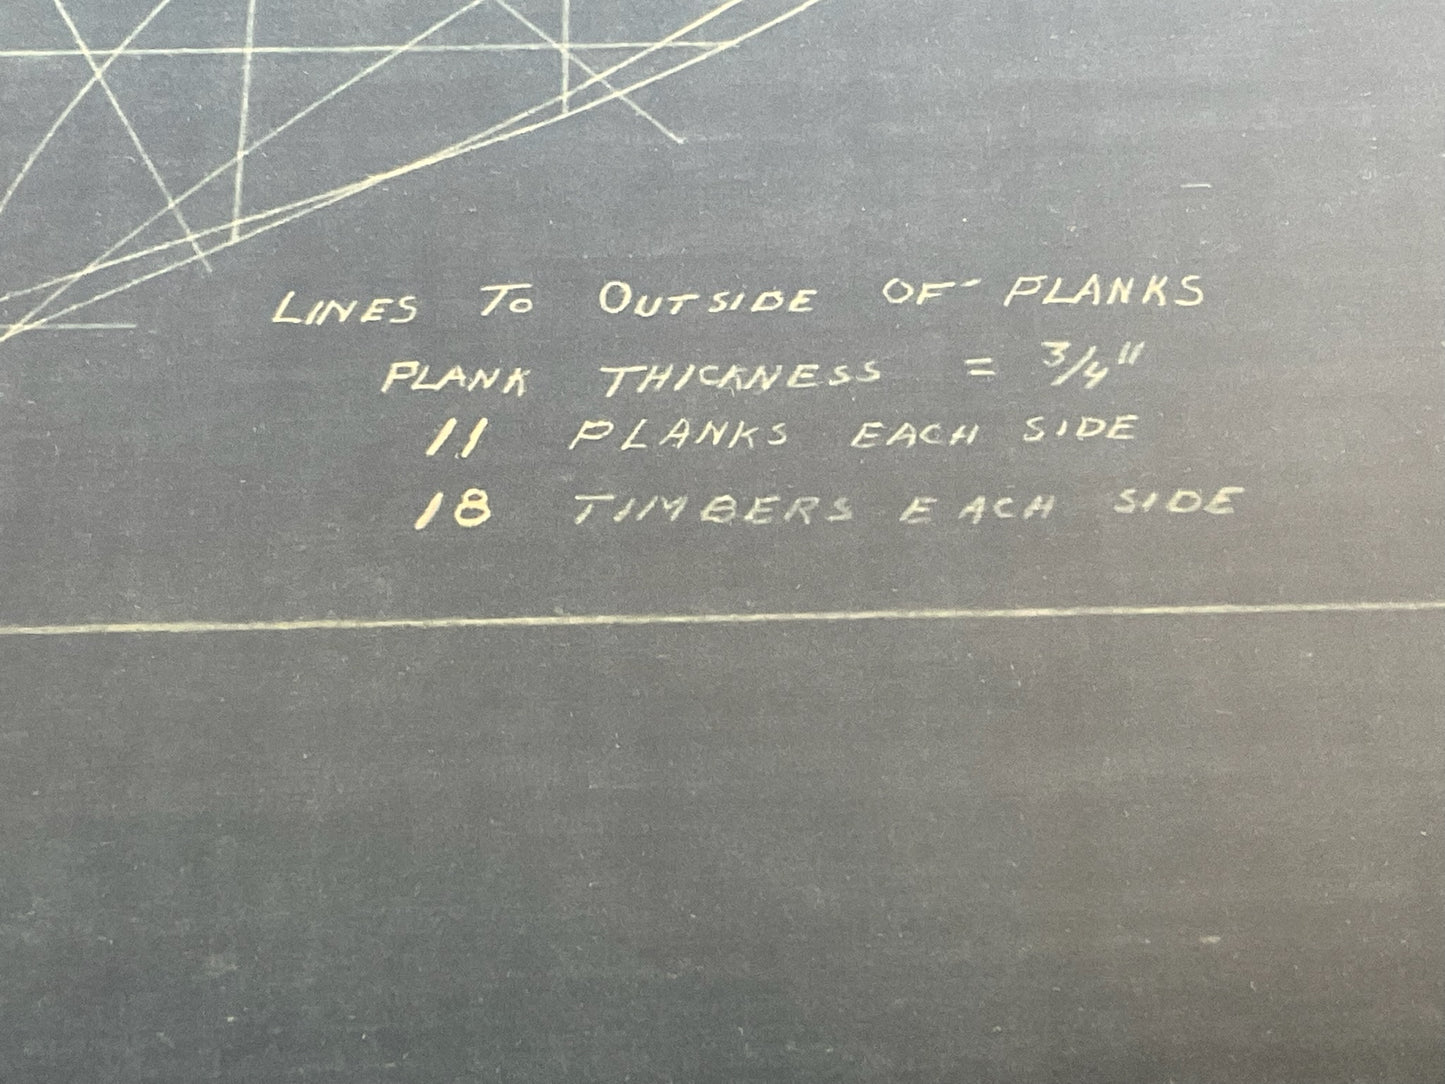 LINES TO OUTSIDE OF PLANKS
PLANK THICKNESS = 3/4"
11 PLANKS EACH SIDE
18 TIMBERS EACH SIDE